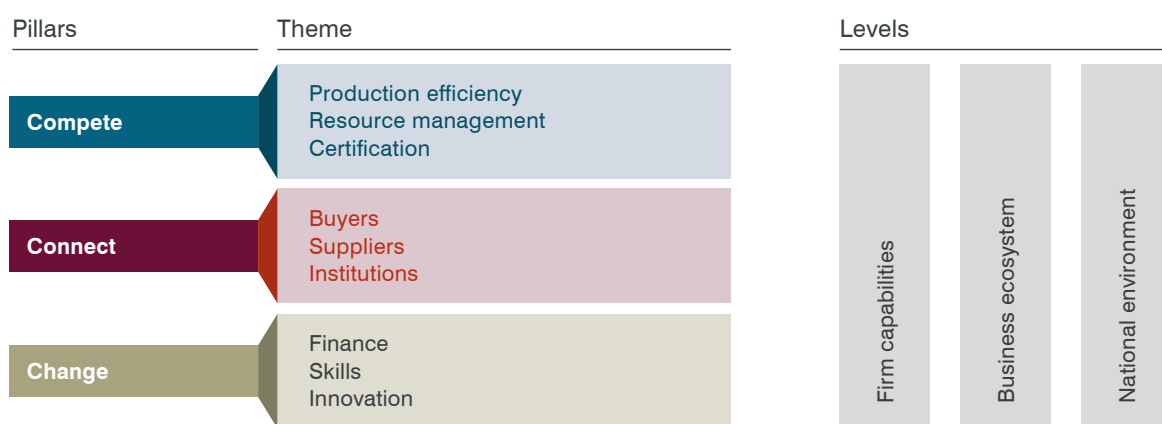 Pillars
Theme
Levels
Compete
Production efficiency
Resource management
Certification
Connect
Buyers
Suppliers
Institutions
Change
Finance
Skills
Innovation
Firm capabilities
Business ecosystem
National environment